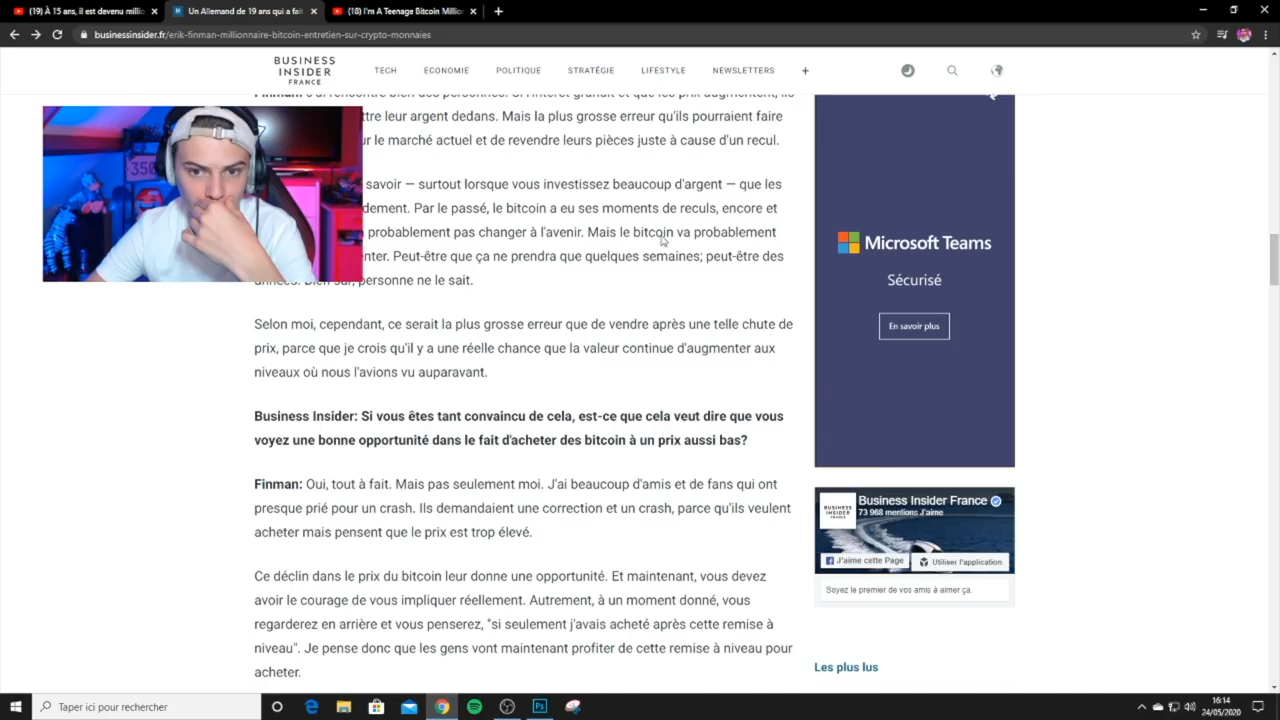 (19) À 15 ans, il est devenu millio
Un Allemand de 19 ans qui a fait
(18) I'm A Teenage Bitcoin Million
businessinsider.fr/erik-finman-millionnaire-bitcoin-entretien-sur-crypto-monnaies
BUSINESS
INSIDER
FRANCE
TECH
ECONOMIE
POLITIQUE
STRATÉGIE
LIFESTYLE
NEWSLETTERS
+
ttre leur argent dedans. Mais la plus grosse erreur qu'ils pourraient faire
r le marché actuel et de revendre leurs pièces juste à cause d'un recul.
savoir — surtout lorsque vous investissez beaucoup d'argent — que les
dement. Par le passé, le bitcoin a eu ses moments de reculs, encore et
probablement pas changer à l'avenir. Mais le bitcoin va probablement
nter. Peut-être que ça ne prendra que quelques semaines; peut-être des
années. Bien sûr, personne ne le sait.
Selon moi, cependant, ce serait la plus grosse erreur que de vendre après une telle chute de
prix, parce que je crois qu'il y a une réelle chance que la valeur continue d'augmenter aux
niveaux où nous l'avions vu auparavant.
Business Insider: Si vous êtes tant convaincu de cela, est-ce que cela veut dire que vous
voyez une bonne opportunité dans le fait d'acheter des bitcoin à un prix aussi bas?
Finman: Oui, tout à fait. Mais pas seulement moi. J'ai beaucoup d'amis et de fans qui ont
presque prié pour un crash. Ils demandaient une correction et un crash, parce qu'ils veulent
acheter mais pensent que le prix est trop élevé.
Ce déclin dans le prix du bitcoin leur donne une opportunité. Et maintenant, vous devez
avoir le courage de vous impliquer réellement. Autrement, à un moment donné, vous
regarderez en arrière et vous penserez, "si seulement j'avais acheté après cette remise à
niveau". Je pense donc que les gens vont maintenant profiter de cette remise à niveau pour
acheter.
Microsoft Teams
Sécurisé
En savoir plus
BUSINESS
INSIDER
FRANCE
Business Insider France
73 968 mentions J'aime
J'aime cette Page
Utiliser l'application
Soyez le premier de vos amis à aimer ça.
Les plus lus
Taper ici pour rechercher
16:14
24/05/2020